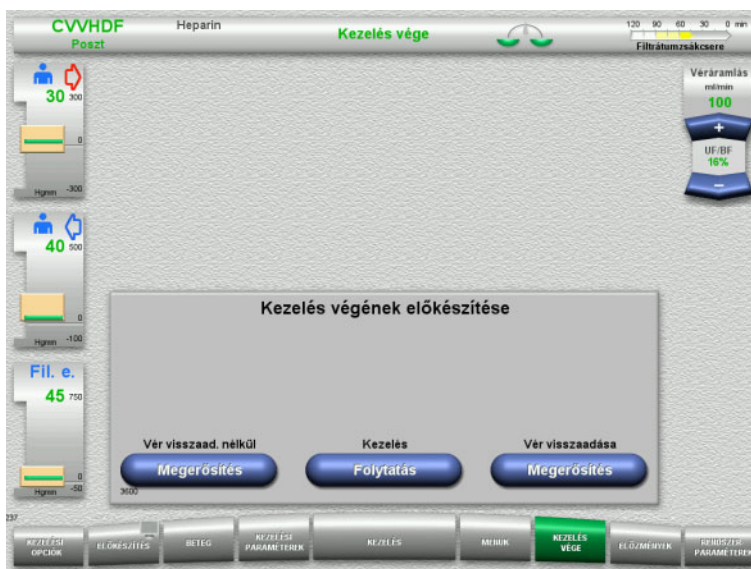 CVVHDF
Poszt
Heparin
Kezelés vége
120 90 60 30 0 min
Filtrátumzsákcsere
30 300
0
Hgmm -300
40 500
0
Hgmm -100
Fil. e.
45 750
0
Hgmm -50
Véráramlás
ml/min
100
+
UF/BF
16%
–
Kezelés végének előkészítése
Vér visszaad. nélkül
Megerősítés
Kezelés
Folytatás
Vér visszaadása
Megerősítés
3600
237
KEZELÉSI OPCIÓK
ELŐKÉSZÍTÉS
BETEG
KEZELÉSI PARAMÉTEREK
KEZELÉS
MENÜK
KEZELÉS VÉGE
ELŐZMÉNYEK
RENDSZER PARAMÉTEREK